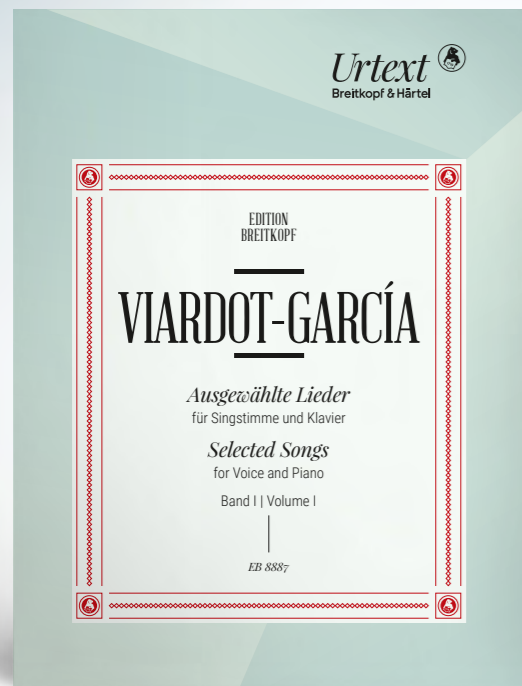 Urtext
Breitkopf & Härtel
EDITION
BREITKOPF
VIARDOT-GARCÍA
Ausgewählte Lieder
für Singstimme und Klavier
Selected Songs
for Voice and Piano
Band I | Volume I
EB 8887